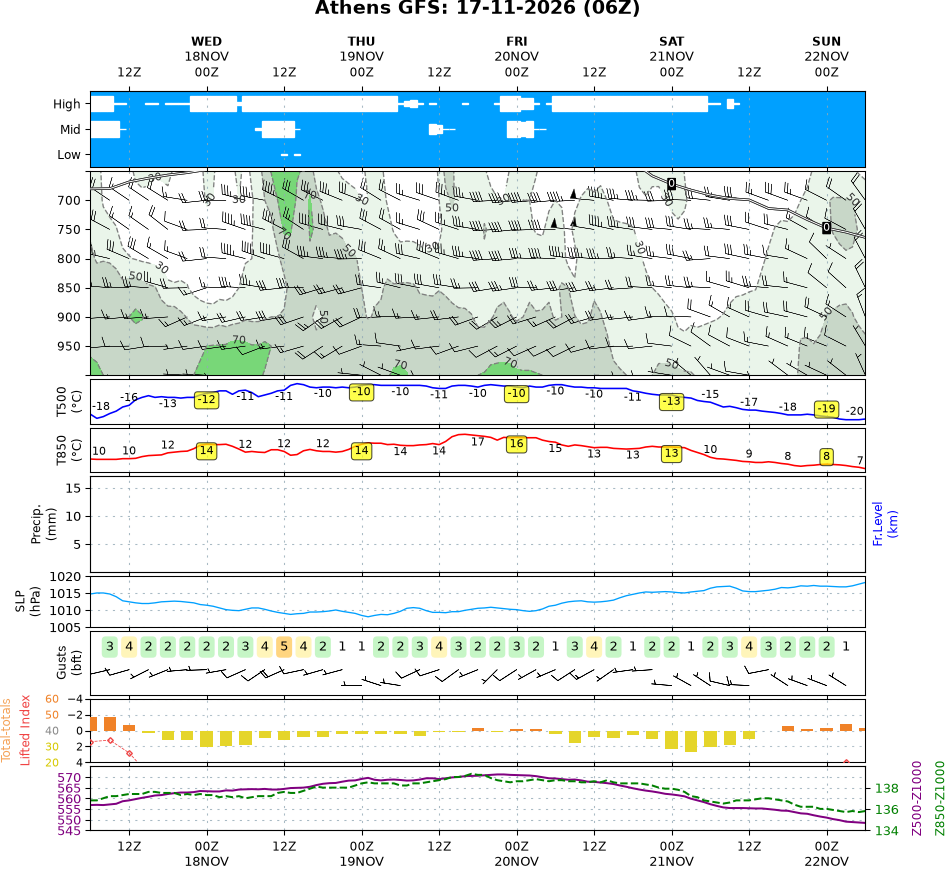 Athens GFS: 17-11-2026 (06Z)
WED THU FRI SAT SUN
18NOV 19NOV 20NOV 21NOV 22NOV
12Z 00Z 12Z 00Z 12Z 00Z 12Z 00Z 12Z 00Z
High
Mid
Low
700
750
800
850
900
950
30 30 30 50 30 30 50
0
0
70 50 30 30
50 30
50 50
70 70 70 50
T500
(°C)
-18 -16 -13 -12 -11 -11 -10 -10 -10 -11 -10 -10 -10 -10 -11 -13 -15 -17 -18 -19 -20
T850
(°C)
10 10 12 14 12 12 12 14 14 14 17 16 15 13 13 13 10 9 8 8 7
Precip.
(mm)
15
10
5
Fr.Level
(km)
SLP
(hPa)
1020
1015
1010
1005
Gusts
(bft)
3 4 2 2 2 2 2 3 4 5 4 2 1 1 2 2 3 4 3 2 2 2 3 2 1 3 4 2 1 2 2 1 2 3 4 3 2 2 2 1
Total-totals
Lifted Index
60 −4
50 −2
40 0
30 2
20 4
570
565
560
555
550
545
138
136
134
Z500-Z1000
Z850-Z1000
12Z 00Z 12Z 00Z 12Z 00Z 12Z 00Z 12Z 00Z
18NOV 19NOV 20NOV 21NOV 22NOV